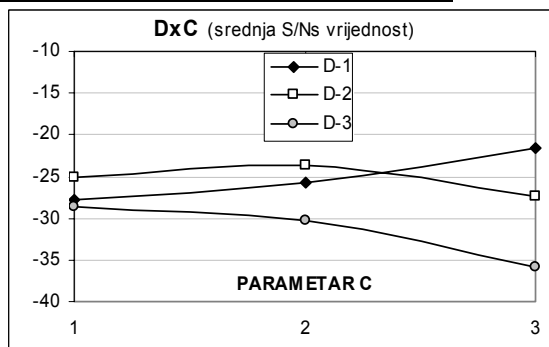 DxC (srednja S/Ns vrijednost)
-10
-15
-20
-25
-30
-35
-40
D-1
D-2
D-3
PARAMETAR C
1 2 3